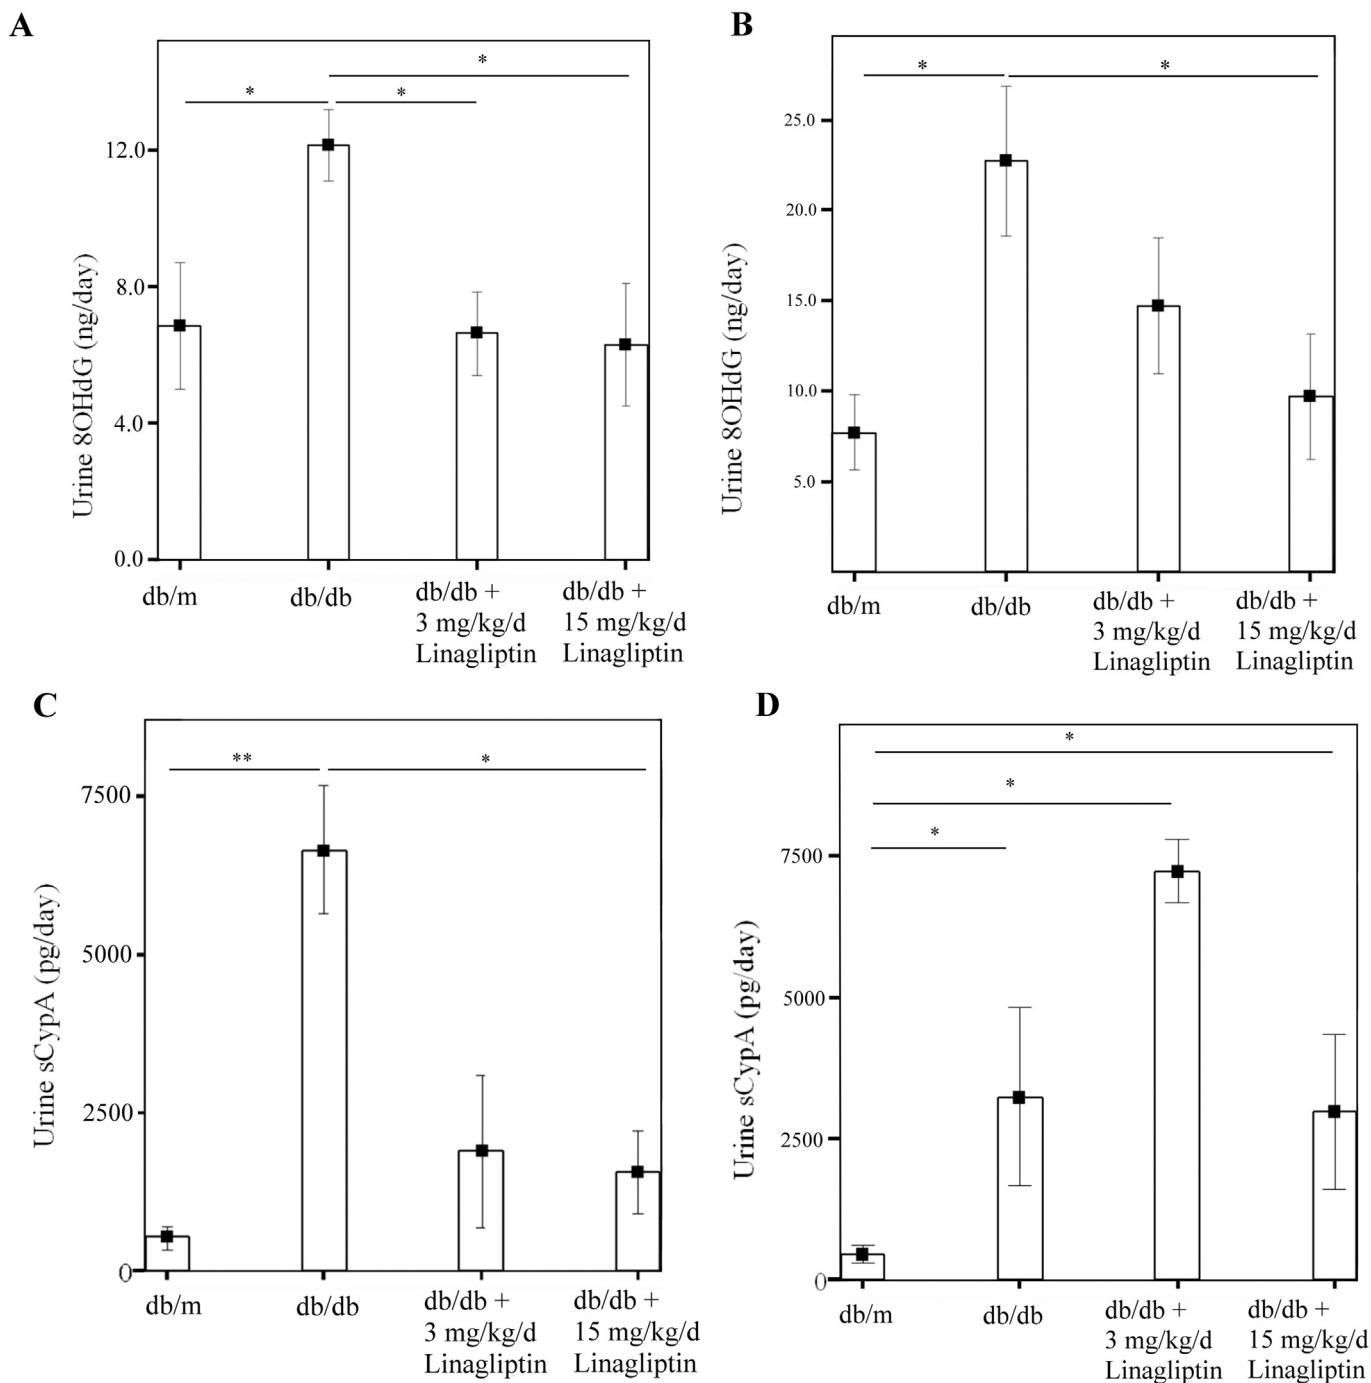 A
*
*
*
12.0
8.0
4.0
0.0
Urine 8OHdG (ng/day)
db/m
db/db
db/db +
3 mg/kg/d
Linagliptin
db/db +
15 mg/kg/d
Linagliptin
B
*
*
25.0
20.0
15.0
10.0
5.0
Urine 8OHdG (ng/day)
db/m
db/db
db/db +
3 mg/kg/d
Linagliptin
db/db +
15 mg/kg/d
Linagliptin
C
**
*
7500
5000
2500
0
Urine sCypA (pg/day)
db/m
db/db
db/db +
3 mg/kg/d
Linagliptin
db/db +
15 mg/kg/d
Linagliptin
D
*
*
*
7500
5000
2500
0
Urine sCypA (pg/day)
db/m
db/db
db/db +
3 mg/kg/d
Linagliptin
db/db +
15 mg/kg/d
Linagliptin